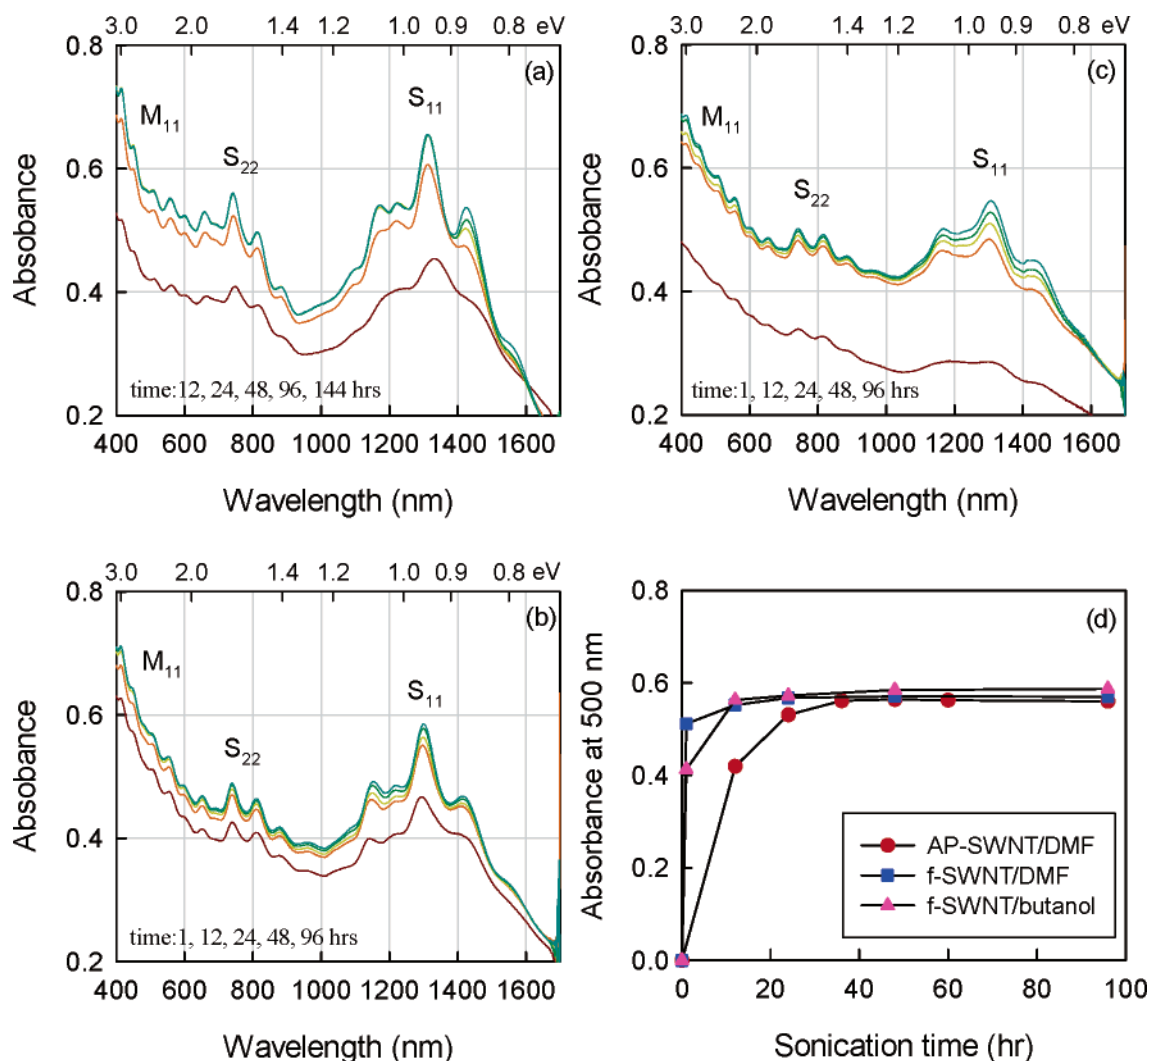 3.0 2.0 1.4 1.2 1.0 0.9 0.8 eV
0.8
0.6
0.4
0.2
Absobance
(a)
M11
S22
S11
time:12, 24, 48, 96, 144 hrs
400 600 800 1000 1200 1400 1600
Wavelength (nm)
3.0 2.0 1.4 1.2 1.0 0.9 0.8 eV
0.8
0.6
0.4
0.2
Absobance
(c)
M11
S22
S11
time:1, 12, 24, 48, 96 hrs
400 600 800 1000 1200 1400 1600
Wavelength (nm)
3.0 2.0 1.4 1.2 1.0 0.9 0.8 eV
0.8
0.6
0.4
0.2
Absobance
(b)
M11
S22
S11
time:1, 12, 24, 48, 96 hrs
400 600 800 1000 1200 1400 1600
Wavelength (nm)
0.8
0.6
0.4
0.2
0.0
Absorbance at 500 nm
(d)
AP-SWNT/DMF
f-SWNT/DMF
f-SWNT/butanol
0 20 40 60 80 100
Sonication time (hr)